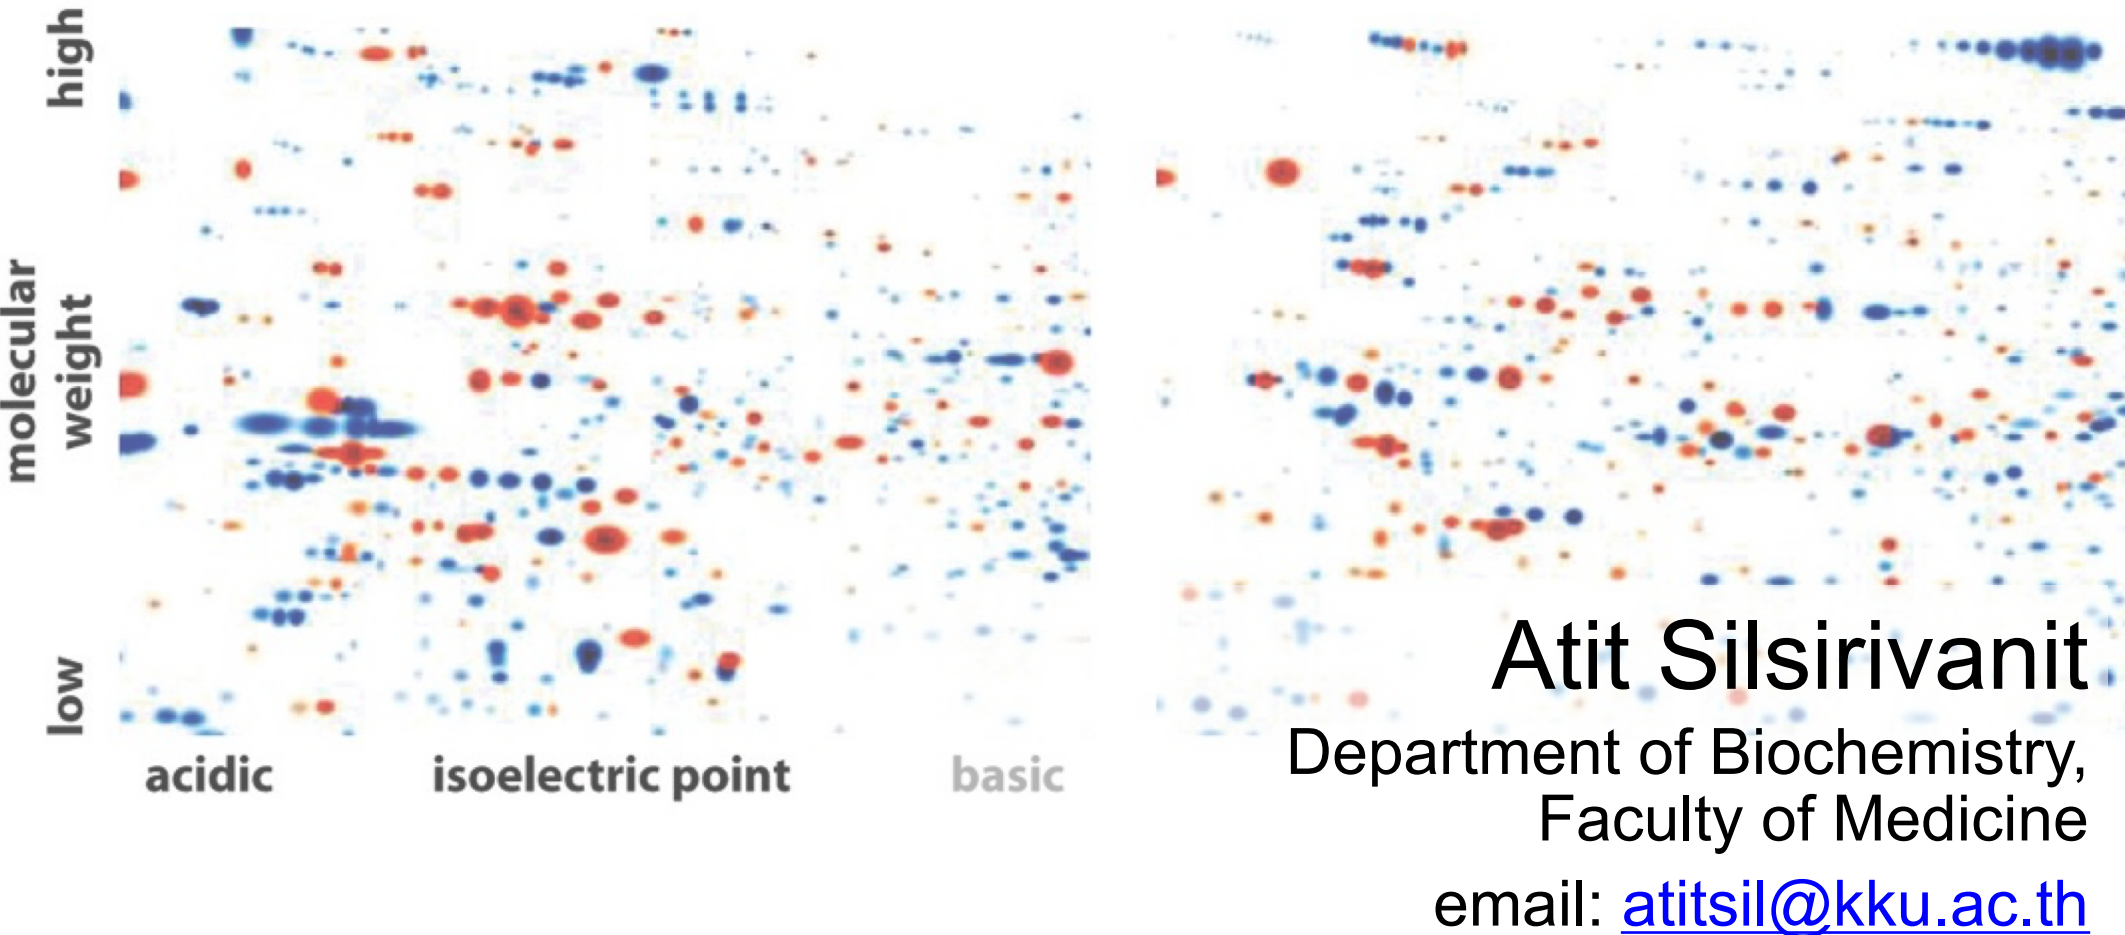 high
molecular
weight
low
acidic
isoelectric point
basic
Atit Silsirivanit
Department of Biochemistry,
Faculty of Medicine
email: atitsil@kku.ac.th